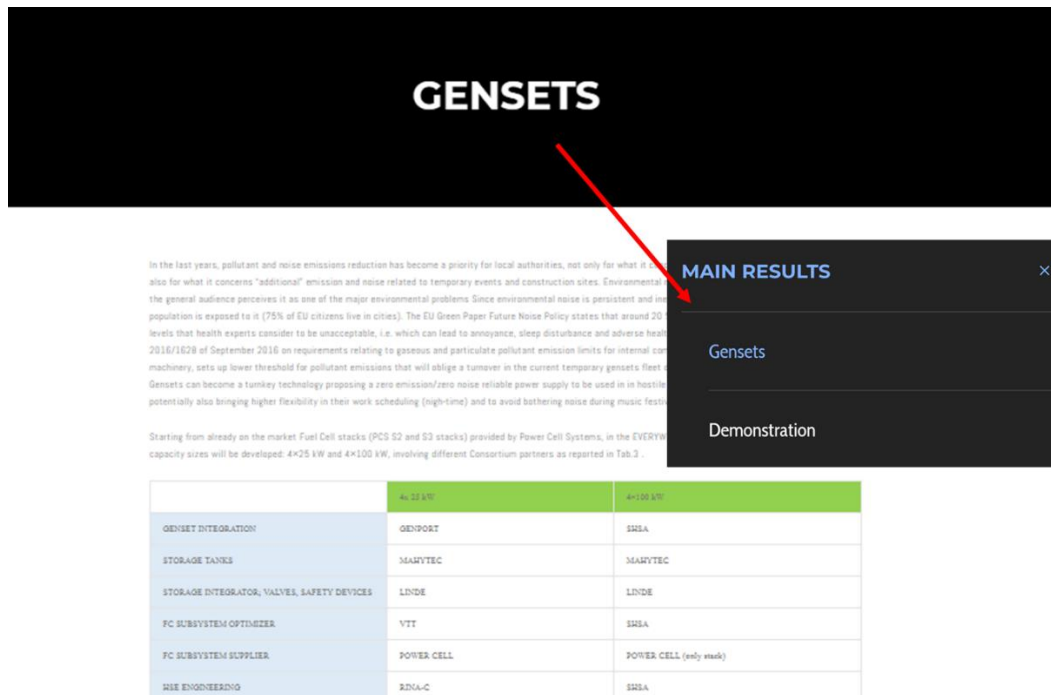 GENSETS
In the last years, pollutant and noise emissions reduction has become a priority for local authorities, not only for what it
also for what it concerns "additional" emission and noise related to temporary events and construction sites. Environmental
the general audience perceives it as one of the major environmental problems Since environmental noise is persistent and
population is exposed to it (75% of EU citizens live in cities). The EU Green Paper Future Noise Policy states that around
levels that health experts consider to be unacceptable, i.e. which can lead to annoyance, sleep disturbance and adverse
2016/1628 of September 2016 on requirements relating to gaseous and particulate pollutant emission limits for internal
machinery, sets up lower threshold for pollutant emissions that will oblige a turnover in the current temporary gensets fleet
Gensets can become a turnkey technology proposing a zero emission/zero noise reliable power supply to be used in in hostile
potentially also bringing higher flexibility in their work scheduling (nigh-time) and to avoid bothering noise during music
Starting from already on the market Fuel Cell stacks (PCS S2 and S3 stacks) provided by Power Cell Systems, in the
capacity sizes will be developed: 4×25 kW and 4×100 kW, involving different Consortium partners as reported in Tab.3 .
MAIN RESULTS ×
Gensets
Demonstration
4x 25 kW 4×100 kW
GENSET INTEGRATION GENPORT SHSA
STORAGE TANKS MAHYTEC MAHYTEC
STORAGE INTEGRATOR, VALVES, SAFETY DEVICES LINDE LINDE
FC SUBSYSTEM OPTIMIZER VTT SHSA
FC SUBSYSTEM SUPPLIER POWER CELL POWER CELL (only stack)
HSE ENGINEERING RINA-C SHSA